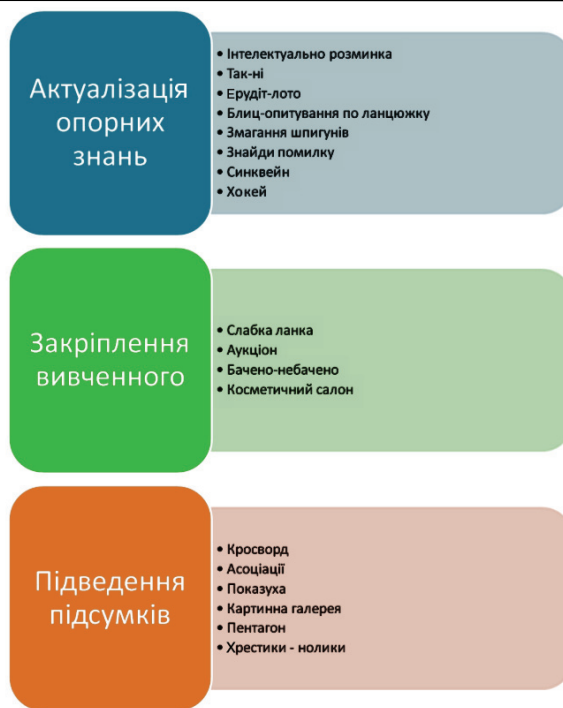 Актуалізація
опорних
знань
• Інтелектуально розминка
• Так-ні
• Ерудіт-лото
• Блиц-опитування по ланцюжку
• Змагання шпигунів
• Знайди помилку
• Синквейн
• Хокей
Закріплення
вивченного
• Слабка ланка
• Аукціон
• Бачено-небачено
• Косметичний салон
Підведення
підсумків
• Кросворд
• Асоціації
• Показуха
• Картинна галерея
• Пентагон
• Хрестики - нолики